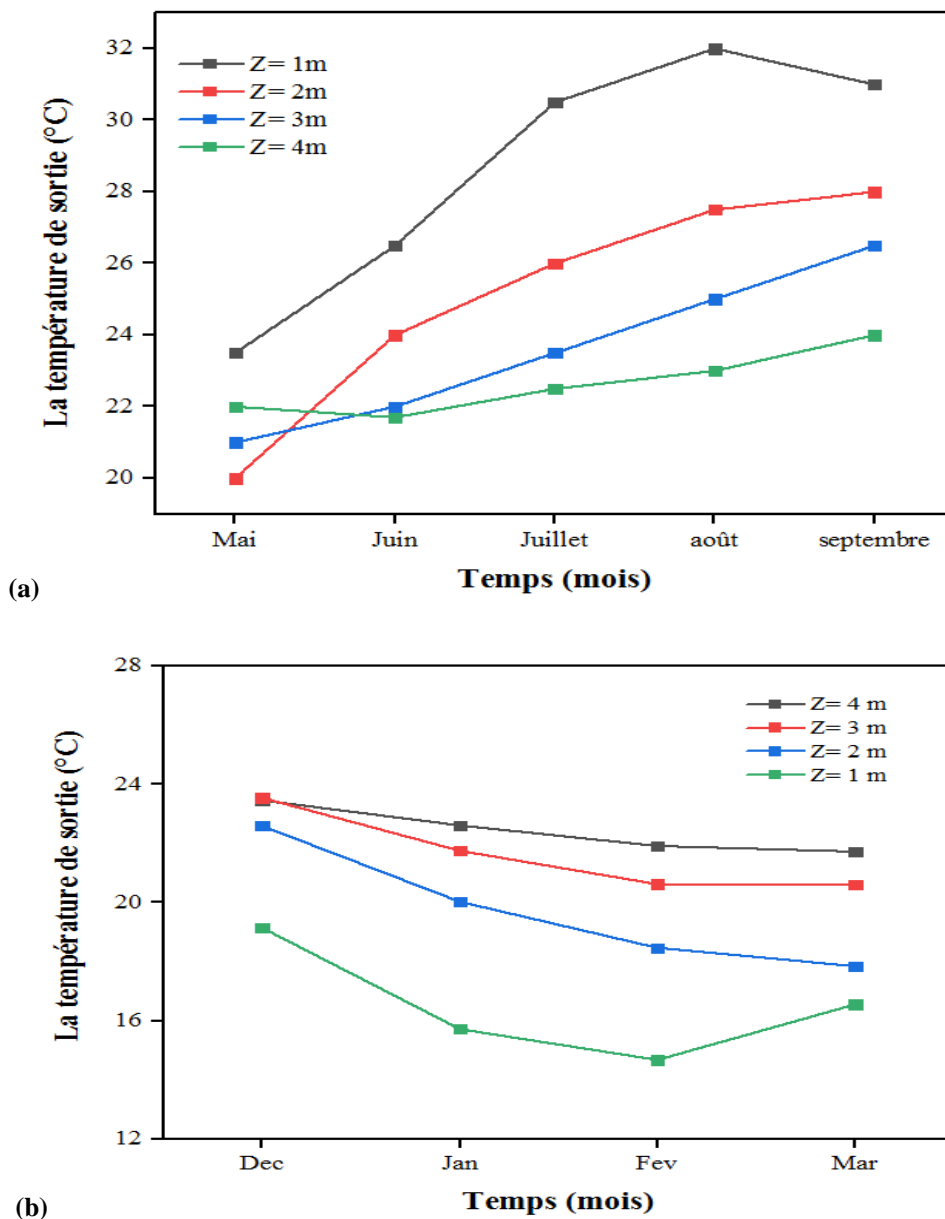 32
30
28
26
24
22
20
La température de sortie (°C)
Z= 1m
Z= 2m
Z= 3m
Z= 4m
Mai Juin Juillet août septembre
Temps (mois)
(a)
28
24
20
16
12
La température de sortie (°C)
Z= 4 m
Z= 3 m
Z= 2 m
Z= 1 m
Dec Jan Fev Mar
Temps (mois)
(b)